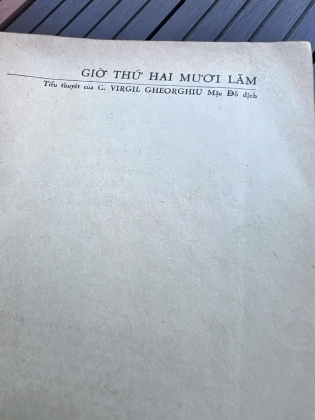 GIỜ THỨ HAI MƯƠI LĂM
Tiểu thuyết của C. VIRGIL GHEORGHIU Mặc Đỗ dịch